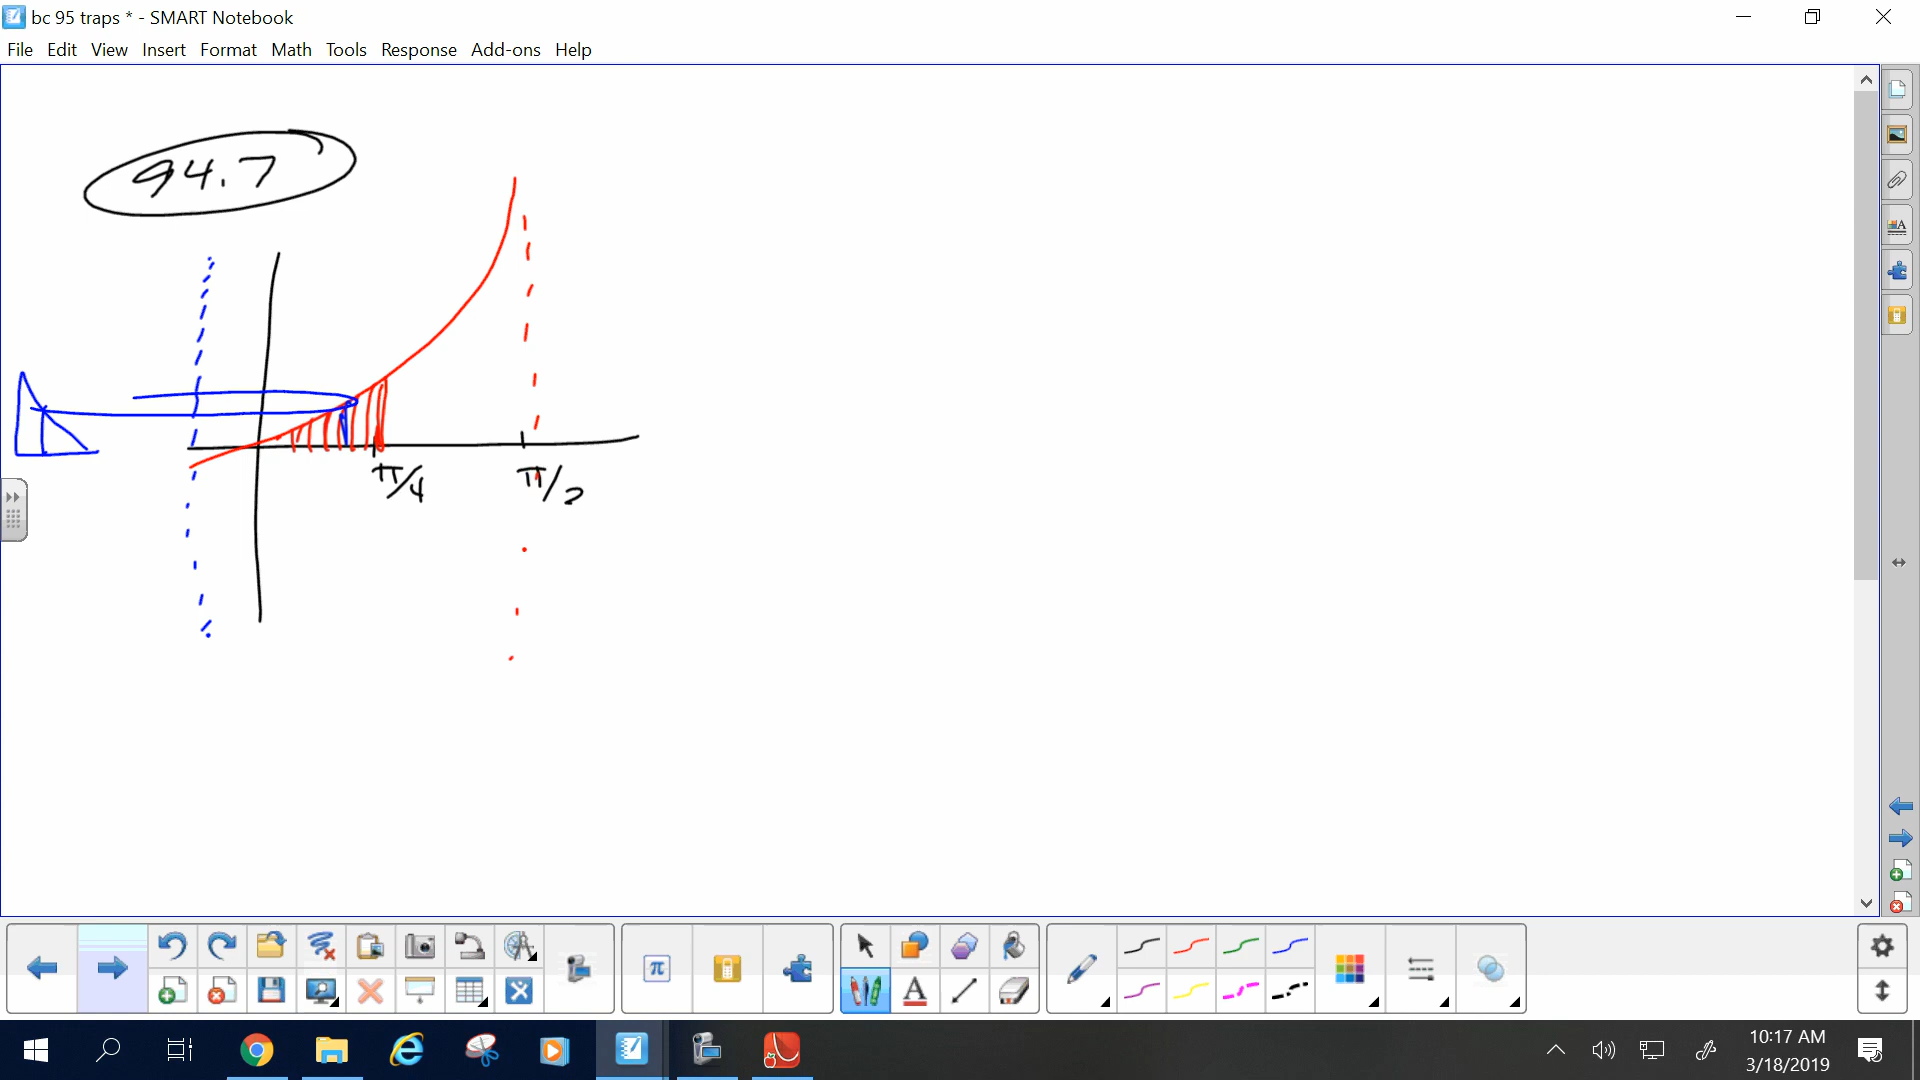 bc 95 traps * - SMART Notebook
File Edit View Insert Format Math Tools Response Add-ons Help
94.7
π/4
π/2
10:17 AM
3/18/2019